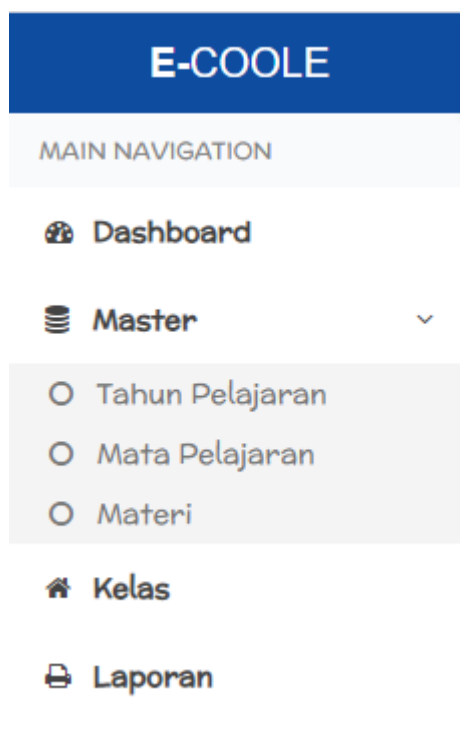 E-COOLE
MAIN NAVIGATION
Dashboard
Master
Tahun Pelajaran
Mata Pelajaran
Materi
Kelas
Laporan